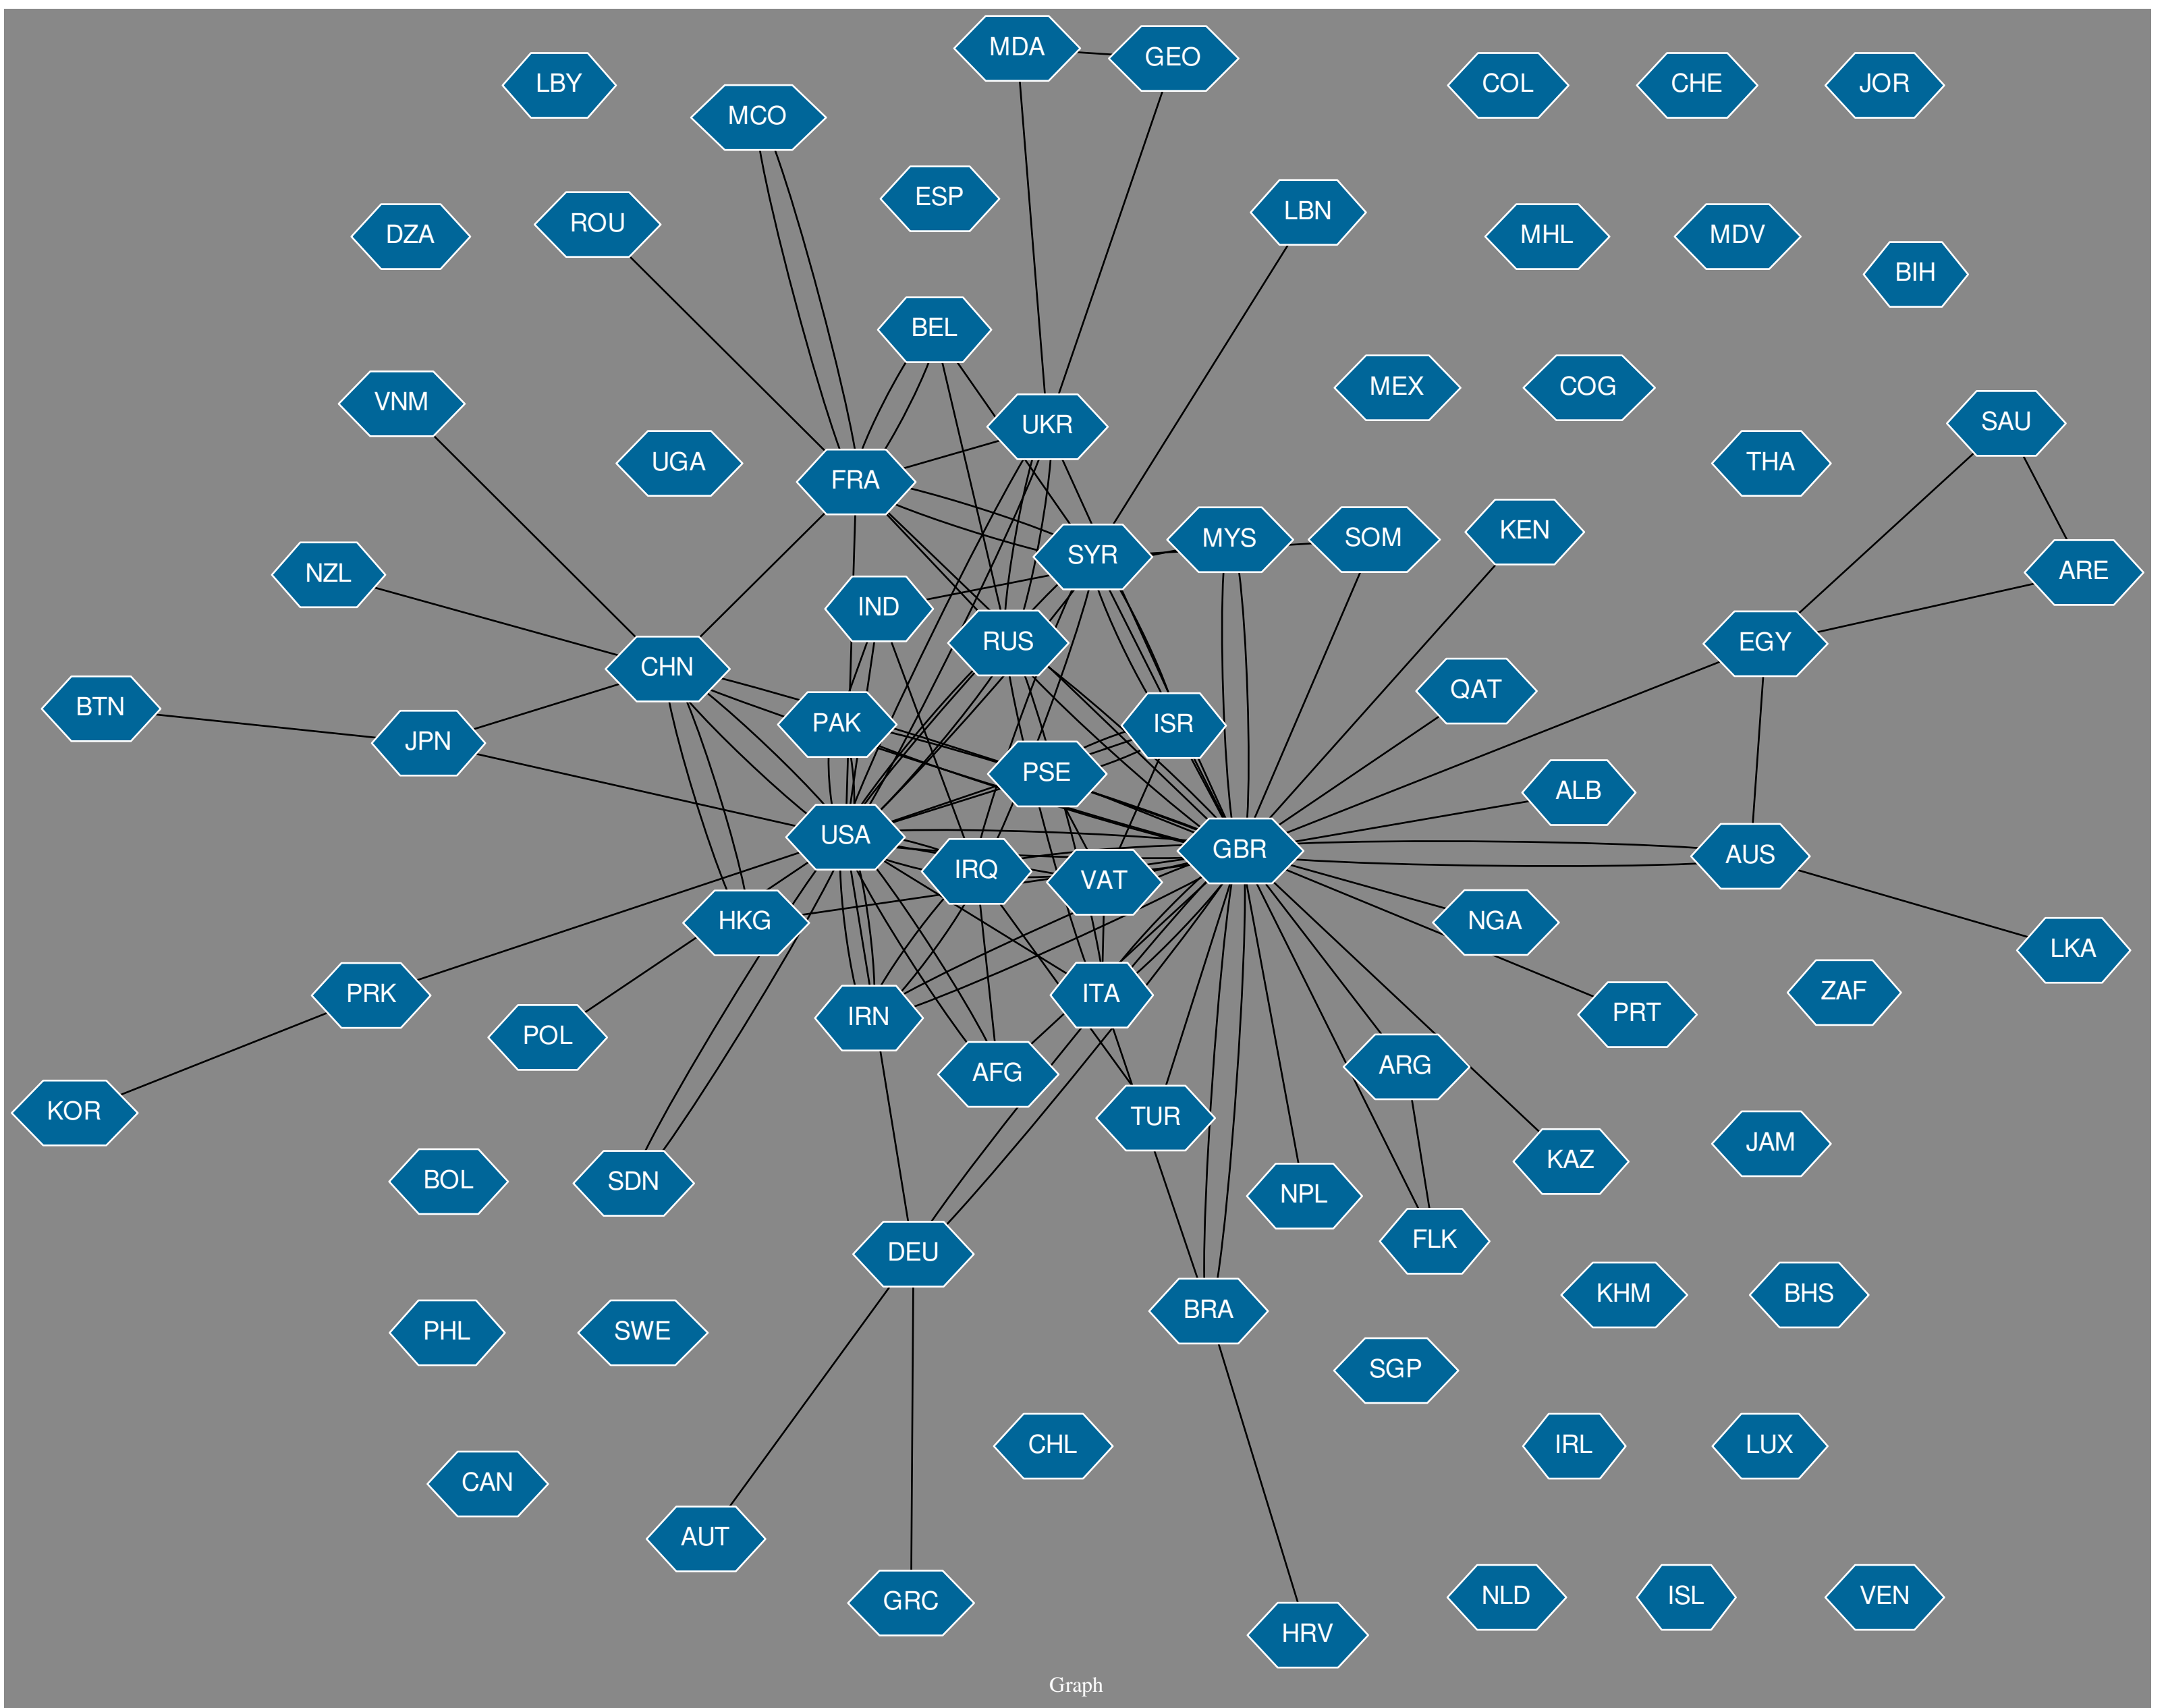 MDA
GEO
LBY
COL
CHE
JOR
MCO
ESP
LBN
ROU
DZA
MHL
MDV
BIH
BEL
VNM
UKR
MEX
COG
SAU
UGA
FRA
THA
SYR
MYS
SOM
KEN
NZL
ARE
IND
RUS
EGY
CHN
BTN
JPN
PAK
ISR
QAT
PSE
ALB
USA
GBR
AUS
IRQ
VAT
HKG
NGA
LKA
PRK
IRN
ITA
PRT
ZAF
POL
AFG
ARG
KOR
TUR
JAM
BOL
SDN
NPL
KAZ
DEU
FLK
BRA
KHM
BHS
PHL
SWE
SGP
CHL
IRL
LUX
CAN
AUT
GRC
NLD
ISL
VEN
HRV
Graph